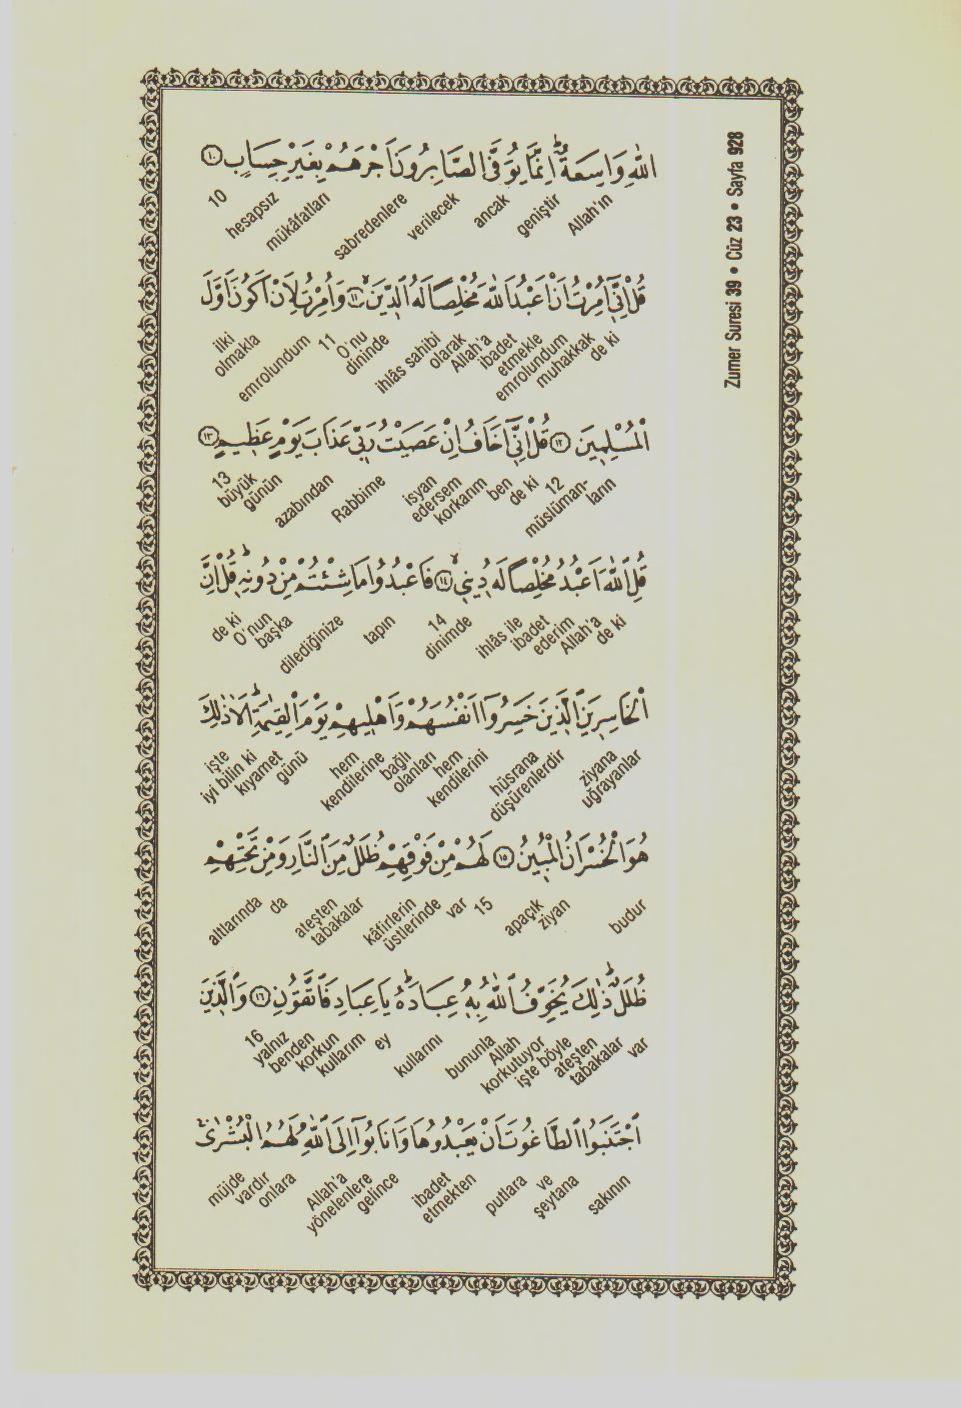 Zumer Suresi 39 • Cüz 23 • Sayfa 928
اللّٰهِ وَاسِعَةٌ اِنَّمَا يُوَفَّى الصَّابِرُونَ اَجْرَهُمْ بِغَيْرِ حِسَابٍ ﴿١٠﴾
Allah'ın geniştir ancak verilecek sabredenlere mükâfatları hesapsız 10
قُلْ اِنّ۪ٓي اُمِرْتُ اَنْ اَعْبُدَ اللّٰهَ مُخْلِصًا لَهُ الدّ۪ينَ ﴿١١﴾ وَاُمِرْتُ لِاَنْ اَكُونَ اَوَّلَ
de ki muhakkak emrolundum ibadet etmekle Allah'a ihlâs sahibi olarak O'nu dininde 11 emrolundum ilki olmakla
الْمُسْلِم۪ينَ ﴿١٢﴾ قُلْ اِنّ۪ٓي اَخَافُ اِنْ عَصَيْتُ رَبّ۪ي عَذَابَ يَوْمٍ عَظ۪يمٍ ﴿١٣﴾
müslüman-ların 12 de ki ben korkarım isyan edersem Rabbime azabından büyük günün 13
قُلِ اللّٰهَ اَعْبُدُ مُخْلِصًا لَهُ د۪ين۪ي ﴿١٤﴾ فَاعْبُدُوا مَا شِئْتُمْ مِنْ دُونِه۪ قُلْ اِنَّ
de ki Allah'a ibadet ederim ihlâs ile dinimde 14 tapın dilediğinize O'nun başka de ki
الْخَاسِر۪ينَ الَّذ۪ينَ خَسِرُٓوا اَنْفُسَهُمْ وَاَهْل۪يهِمْ يَوْمَ الْقِيٰمَةِ اَلَا ذٰلِكَ
ziyana uğrayanlar hüsrana düşürenlerdir hem kendilerini bağlı olanları hem kendilerine kıyamet günü iyi bilin ki işte
هُوَ الْخُسْرَانُ الْمُب۪ينُ ﴿١٥﴾ لَهُمْ مِنْ فَوْقِهِمْ ظُلَلٌ مِنَ النَّارِ وَمِنْ تَحْتِهِمْ
budur apaçık ziyan 15 var kâfirlerin üstlerinde ateşten tabakalar da altlarında
ظُلَلٌ ذٰلِكَ يُخَوِّفُ اللّٰهُ بِه۪ عِبَادَهُ يَا عِبَادِ فَاتَّقُونِ ﴿١٦﴾ وَالَّذ۪ينَ
var ateşten tabakalar işte böyle Allah korkutuyor bununla kullarını ey kullarım yalnız benden korkun 16
اجْتَنَبُوا الطَّاغُوتَ اَنْ يَعْبُدُوهَا وَاَنَابُٓوا اِلَى اللّٰهِ لَهُمُ الْبُشْرٰى
sakının ve şeytana putlara ibadet etmekten Allah'a yönelenlere gelince müjde vardır onlara